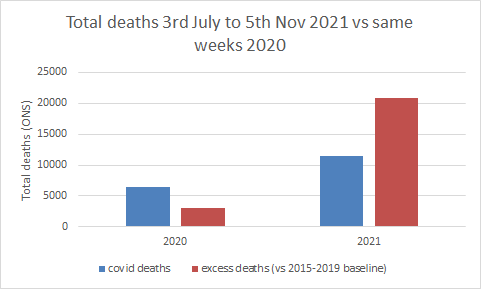 Total deaths 3rd July to 5th Nov 2021 vs same
weeks 2020
Total deaths (ONS)
25000
20000
15000
10000
5000
0
2020
2021
covid deaths
excess deaths (vs 2015-2019 baseline)